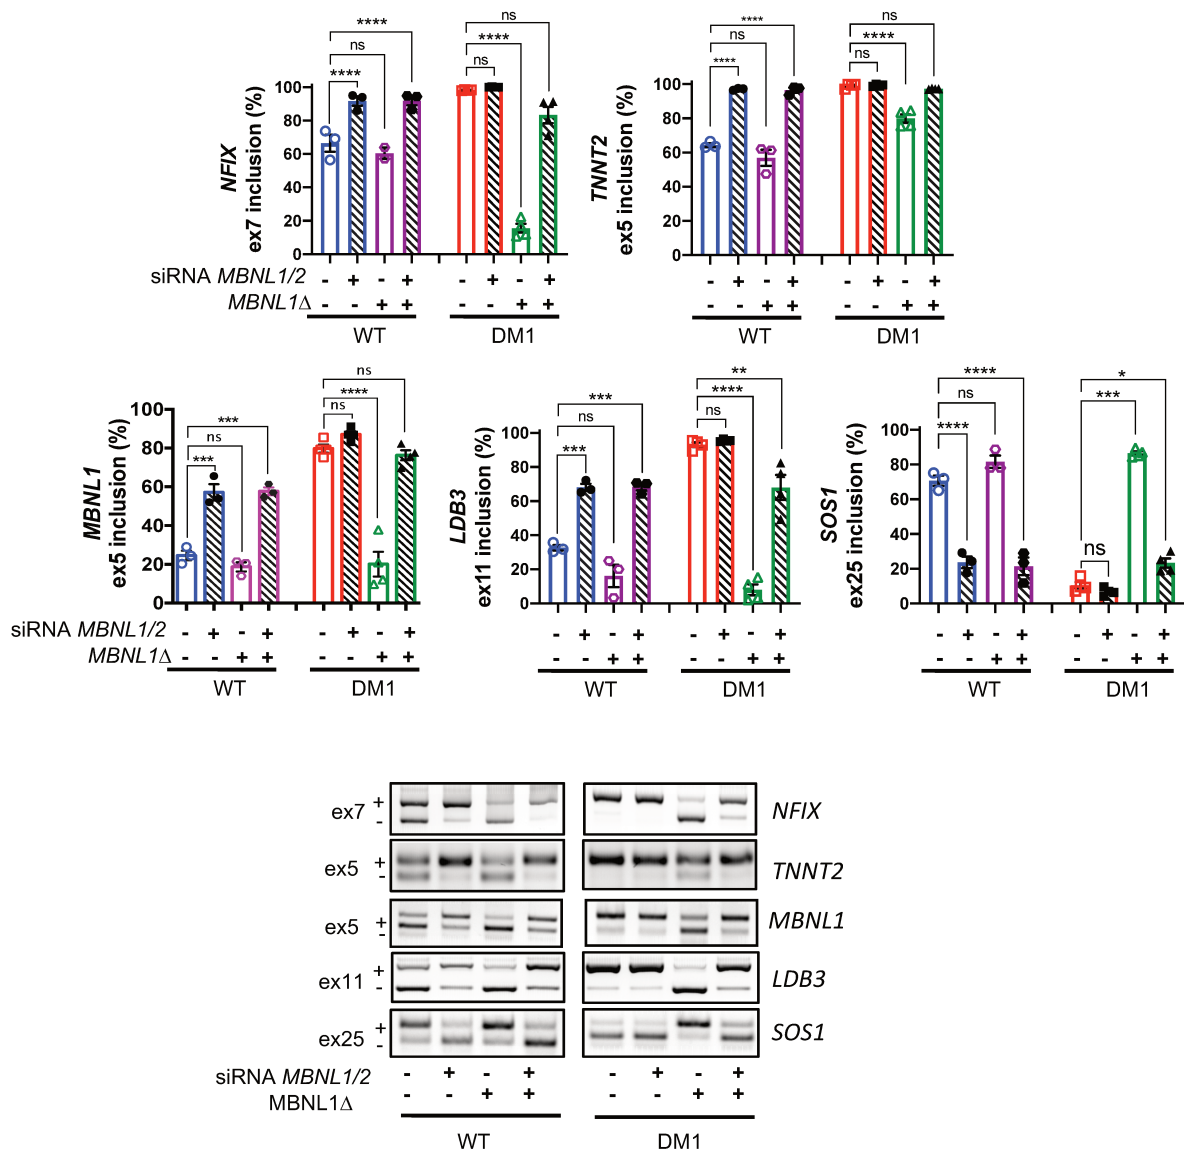 NFIX
ex7 inclusion (%)
100
80
60
40
20
0
****
ns
****
ns
****
ns
siRNA MBNL1/2 - + - + - + - +
MBNL1Δ - - + + - - + +
WT DM1
TNNT2
ex5 inclusion (%)
100
80
60
40
20
0
****
ns
****
ns
****
ns
- + - + - + - +
- - + + - - + +
WT DM1
MBNL1
ex5 inclusion (%)
100
80
60
40
20
0
***
ns
***
ns
****
ns
siRNA MBNL1/2 - + - + - + - +
MBNL1Δ - - + + - - + +
WT DM1
LDB3
ex11 inclusion (%)
100
80
60
40
20
0
***
ns
***
**
****
ns
- + - + - + - +
- - + + - - + +
WT DM1
SOS1
ex25 inclusion (%)
100
80
60
40
20
0
****
ns
****
*
***
ns
- + - + - + - +
- - + + - - + +
WT DM1
ex7 + - NFIX
ex5 + - TNNT2
ex5 + - MBNL1
ex11 + - LDB3
ex25 + - SOS1
siRNA MBNL1/2 - + - + - + - +
MBNL1Δ - - + + - - + +
WT DM1